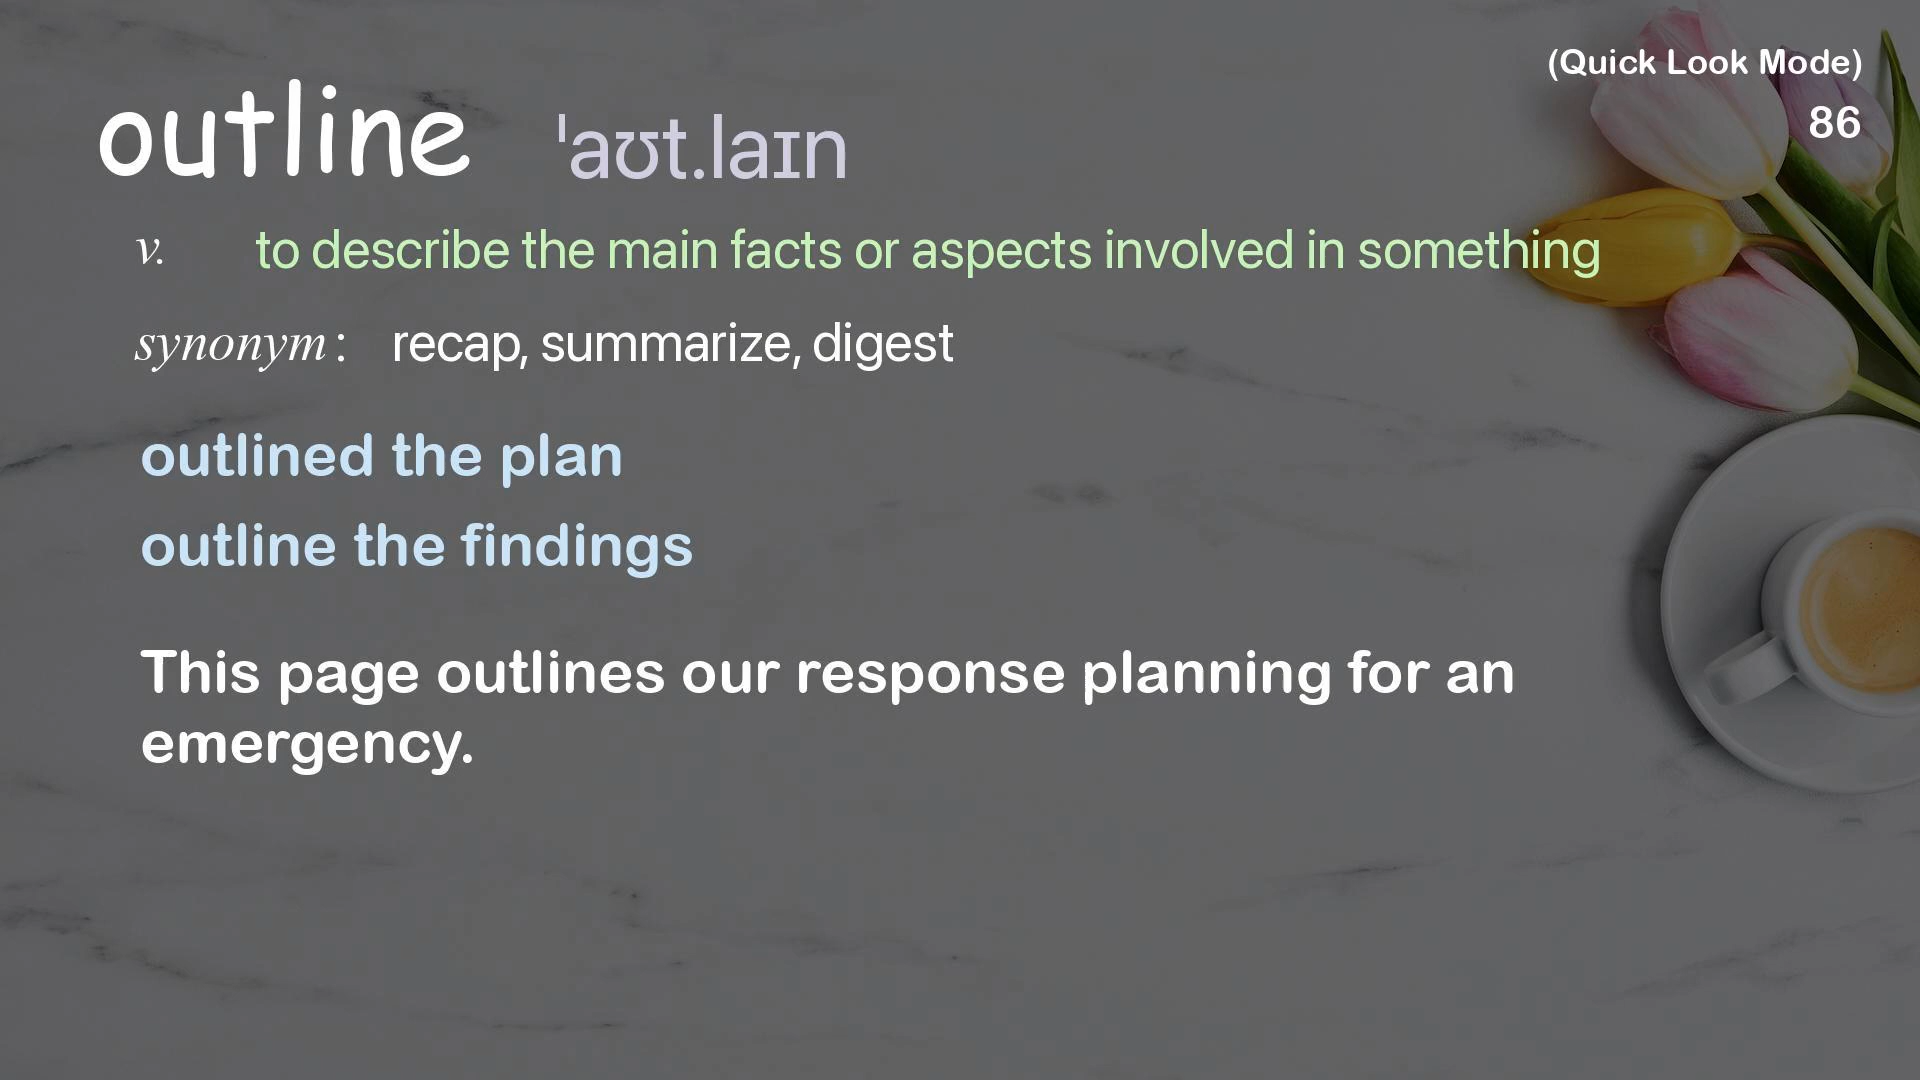 (Quick Look Mode)
86
outline ˈaʊt.laɪn
v. to describe the main facts or aspects involved in something
synonym : recap, summarize, digest
outlined the plan
outline the findings
This page outlines our response planning for an
emergency.